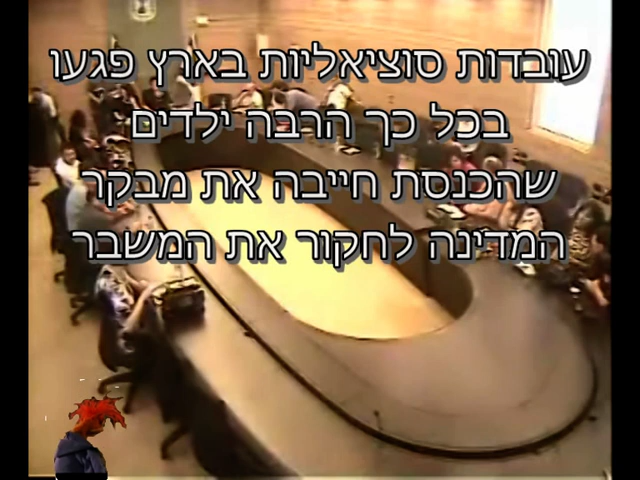 עובדות סוציאליות בארץ פגעו
בכל כך הרבה ילדים
שהכנסת חייבה את מבקר
המדינה לחקור את המשבר